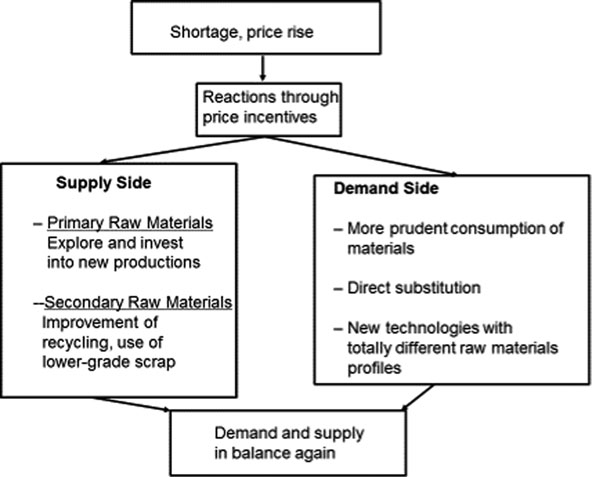 Shortage, price rise
Reactions through
price incentives
Supply Side
– Primary Raw Materials
Explore and invest
into new productions
--Secondary Raw Materials
Improvement of
recycling, use of
lower-grade scrap
Demand Side
– More prudent consumption of
materials
– Direct substitution
– New technologies with
totally different raw materials
profiles
Demand and supply
in balance again